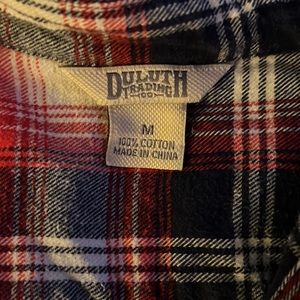 DULUTH
TRADING
CO
M
100% COTTON
MADE IN CHINA